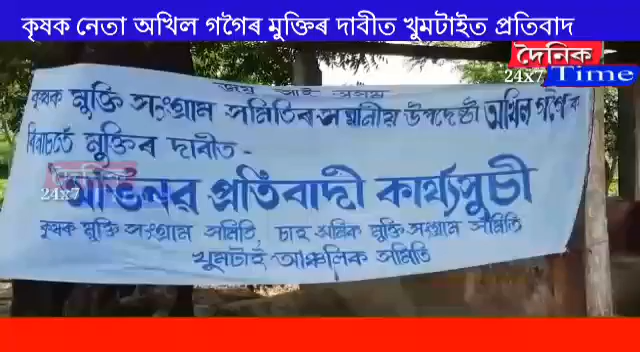 কৃষক নেতা অখিল গগৈৰ মুক্তিৰ দাবীত খুমটাইত প্ৰতিবাদ
দৈনিক
24x7 Time
জয় আই অসম
কৃষক মুক্তি সংগ্ৰাম সমিতিৰ সন্মানীয় উপদেষ্টা অখিল গগৈক
বিনাচৰ্তে মুক্তিৰ দাবীত-
অভিনৱ প্ৰতিবাদী কাৰ্য্যসূচী
24x7
কৃষক মুক্তি সংগ্ৰাম সমিতি, চাহ শ্ৰমিক মুক্তি সংগ্ৰাম সমিতি
খুমটাই আঞ্চলিক সমিতি